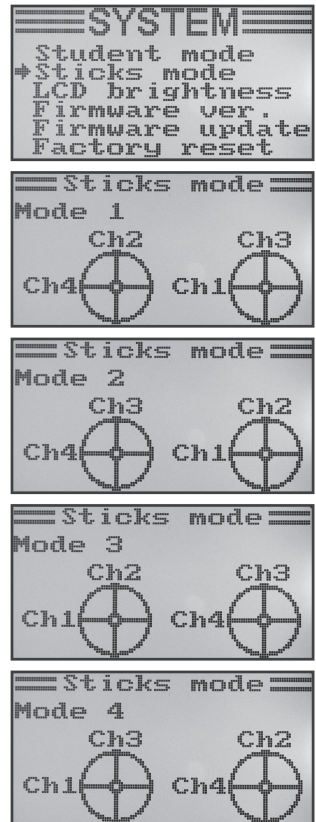 SYSTEM
Student mode
Sticks mode
LCD brightness
Firmware ver.
Firmware update
Factory reset
Sticks mode
Mode 1
Ch2 Ch3
Ch4 Ch1
Sticks mode
Mode 2
Ch3 Ch2
Ch4 Ch1
Sticks mode
Mode 3
Ch2 Ch3
Ch1 Ch4
Sticks mode
Mode 4
Ch3 Ch2
Ch1 Ch4